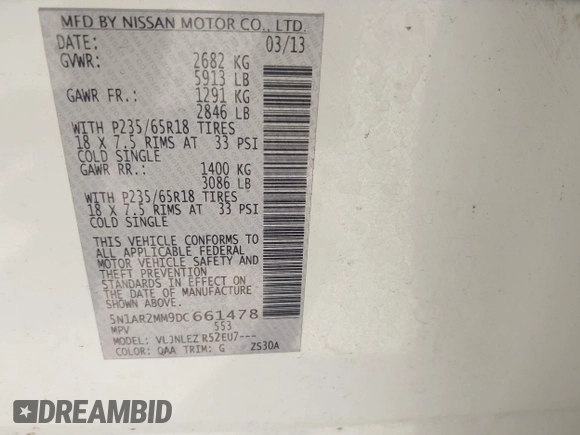 MFD BY NISSAN MOTOR CO., LTD.
DATE: 03/13
GVWR: 2682 KG
5913 LB
GAWR FR.: 1291 KG
2846 LB
WITH P235/65R18 TIRES
18 X 7.5 RIMS AT 33 PSI
COLD SINGLE
GAWR RR.: 1400 KG
3086 LB
WITH P235/65R18 TIRES
18 X 7.5 RIMS AT 33 PSI
COLD SINGLE
THIS VEHICLE CONFORMS TO
ALL APPLICABLE FEDERAL
MOTOR VEHICLE SAFETY AND
THEFT PREVENTION
STANDARDS IN EFFECT ON
THE DATE OF MANUFACTURE
SHOWN ABOVE.
5N1AR2MM9DC661478
MPV 553
MODEL: VLJNLEZ R52EU7---
COLOR: QAA TRIM: G ZS30A
DREAMBID